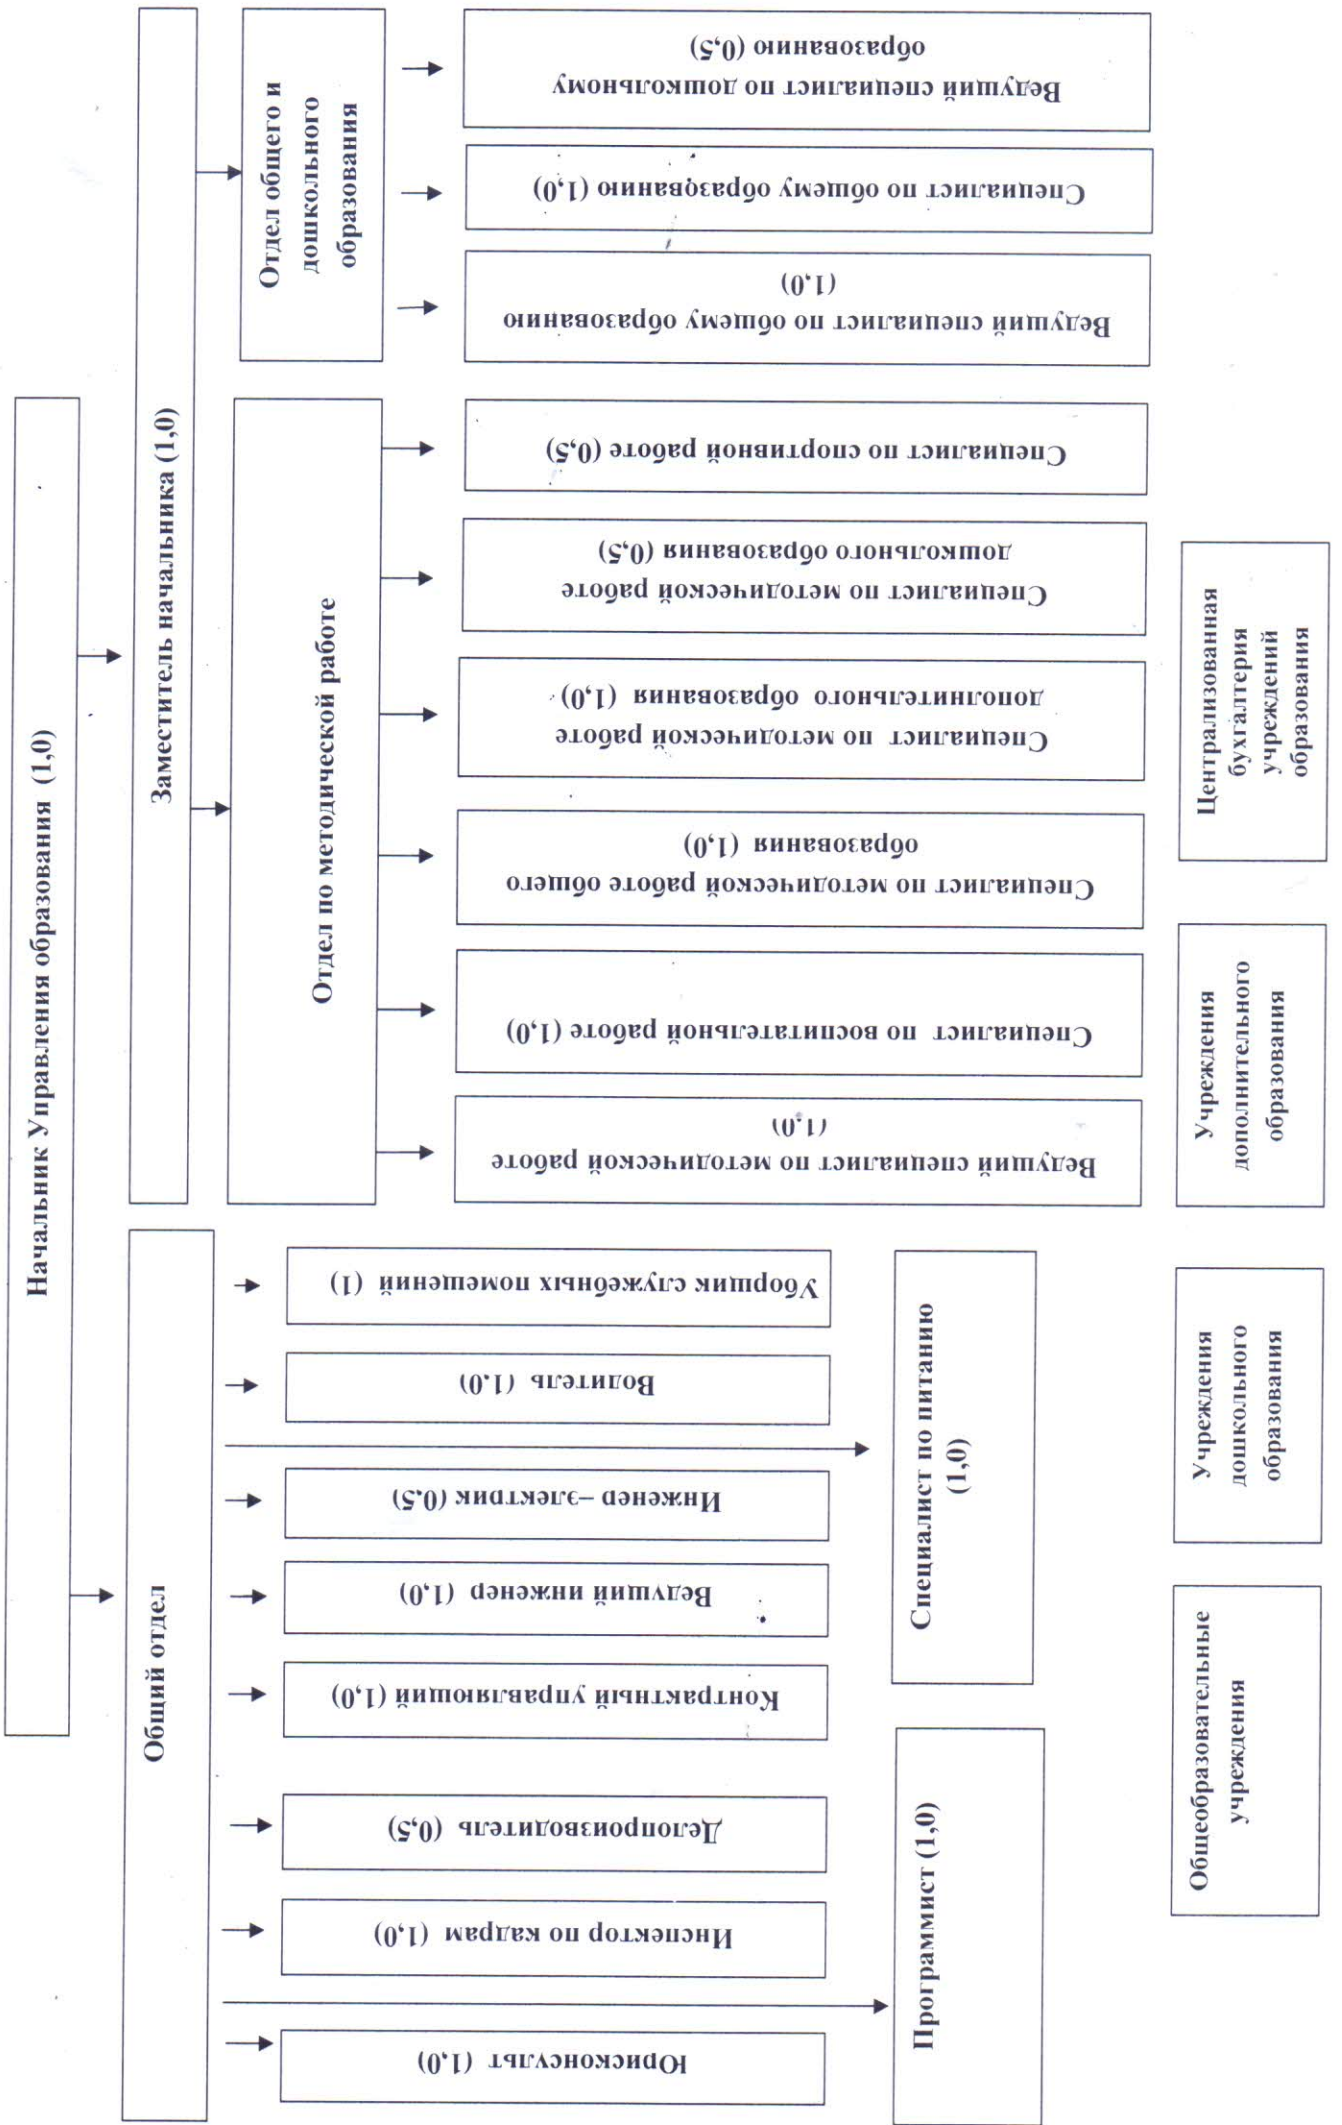 Начальник Управления образования (1,0)
Общий отдел
Заместитель начальника (1,0)
Отдел по методической работе
Отдел общего и
дошкольного
образования
Юрисконсульт (1,0)
Инспектор по кадрам (1,0)
Делопроизводитель (0,5)
Контрактный управляющий (1,0)
Ведущий инженер (1,0)
Инженер –электрик (0,5)
Водитель (1,0)
Уборщик служебных помещений (1)
Ведущий специалист по методической работе
(1,0)
Специалист по воспитательной работе (1,0)
Специалист по методической работе общего
образования (1,0)
Специалист по методической работе
дополнительного образования (1,0)
Специалист по методической работе
дошкольного образования (0,5)
Специалист по спортивной работе (0,5)
Ведущий специалист по общему образованию
(1,0)
Специалист по общему образованию (1,0)
Ведущий специалист по дошкольному
образованию (0,5)
Программист (1,0)
Специалист по питанию
(1,0)
Общеобразовательные
учреждения
Учреждения
дошкольного
образования
Учреждения
дополнительного
образования
Централизованная
бухгалтерия
учреждений
образования